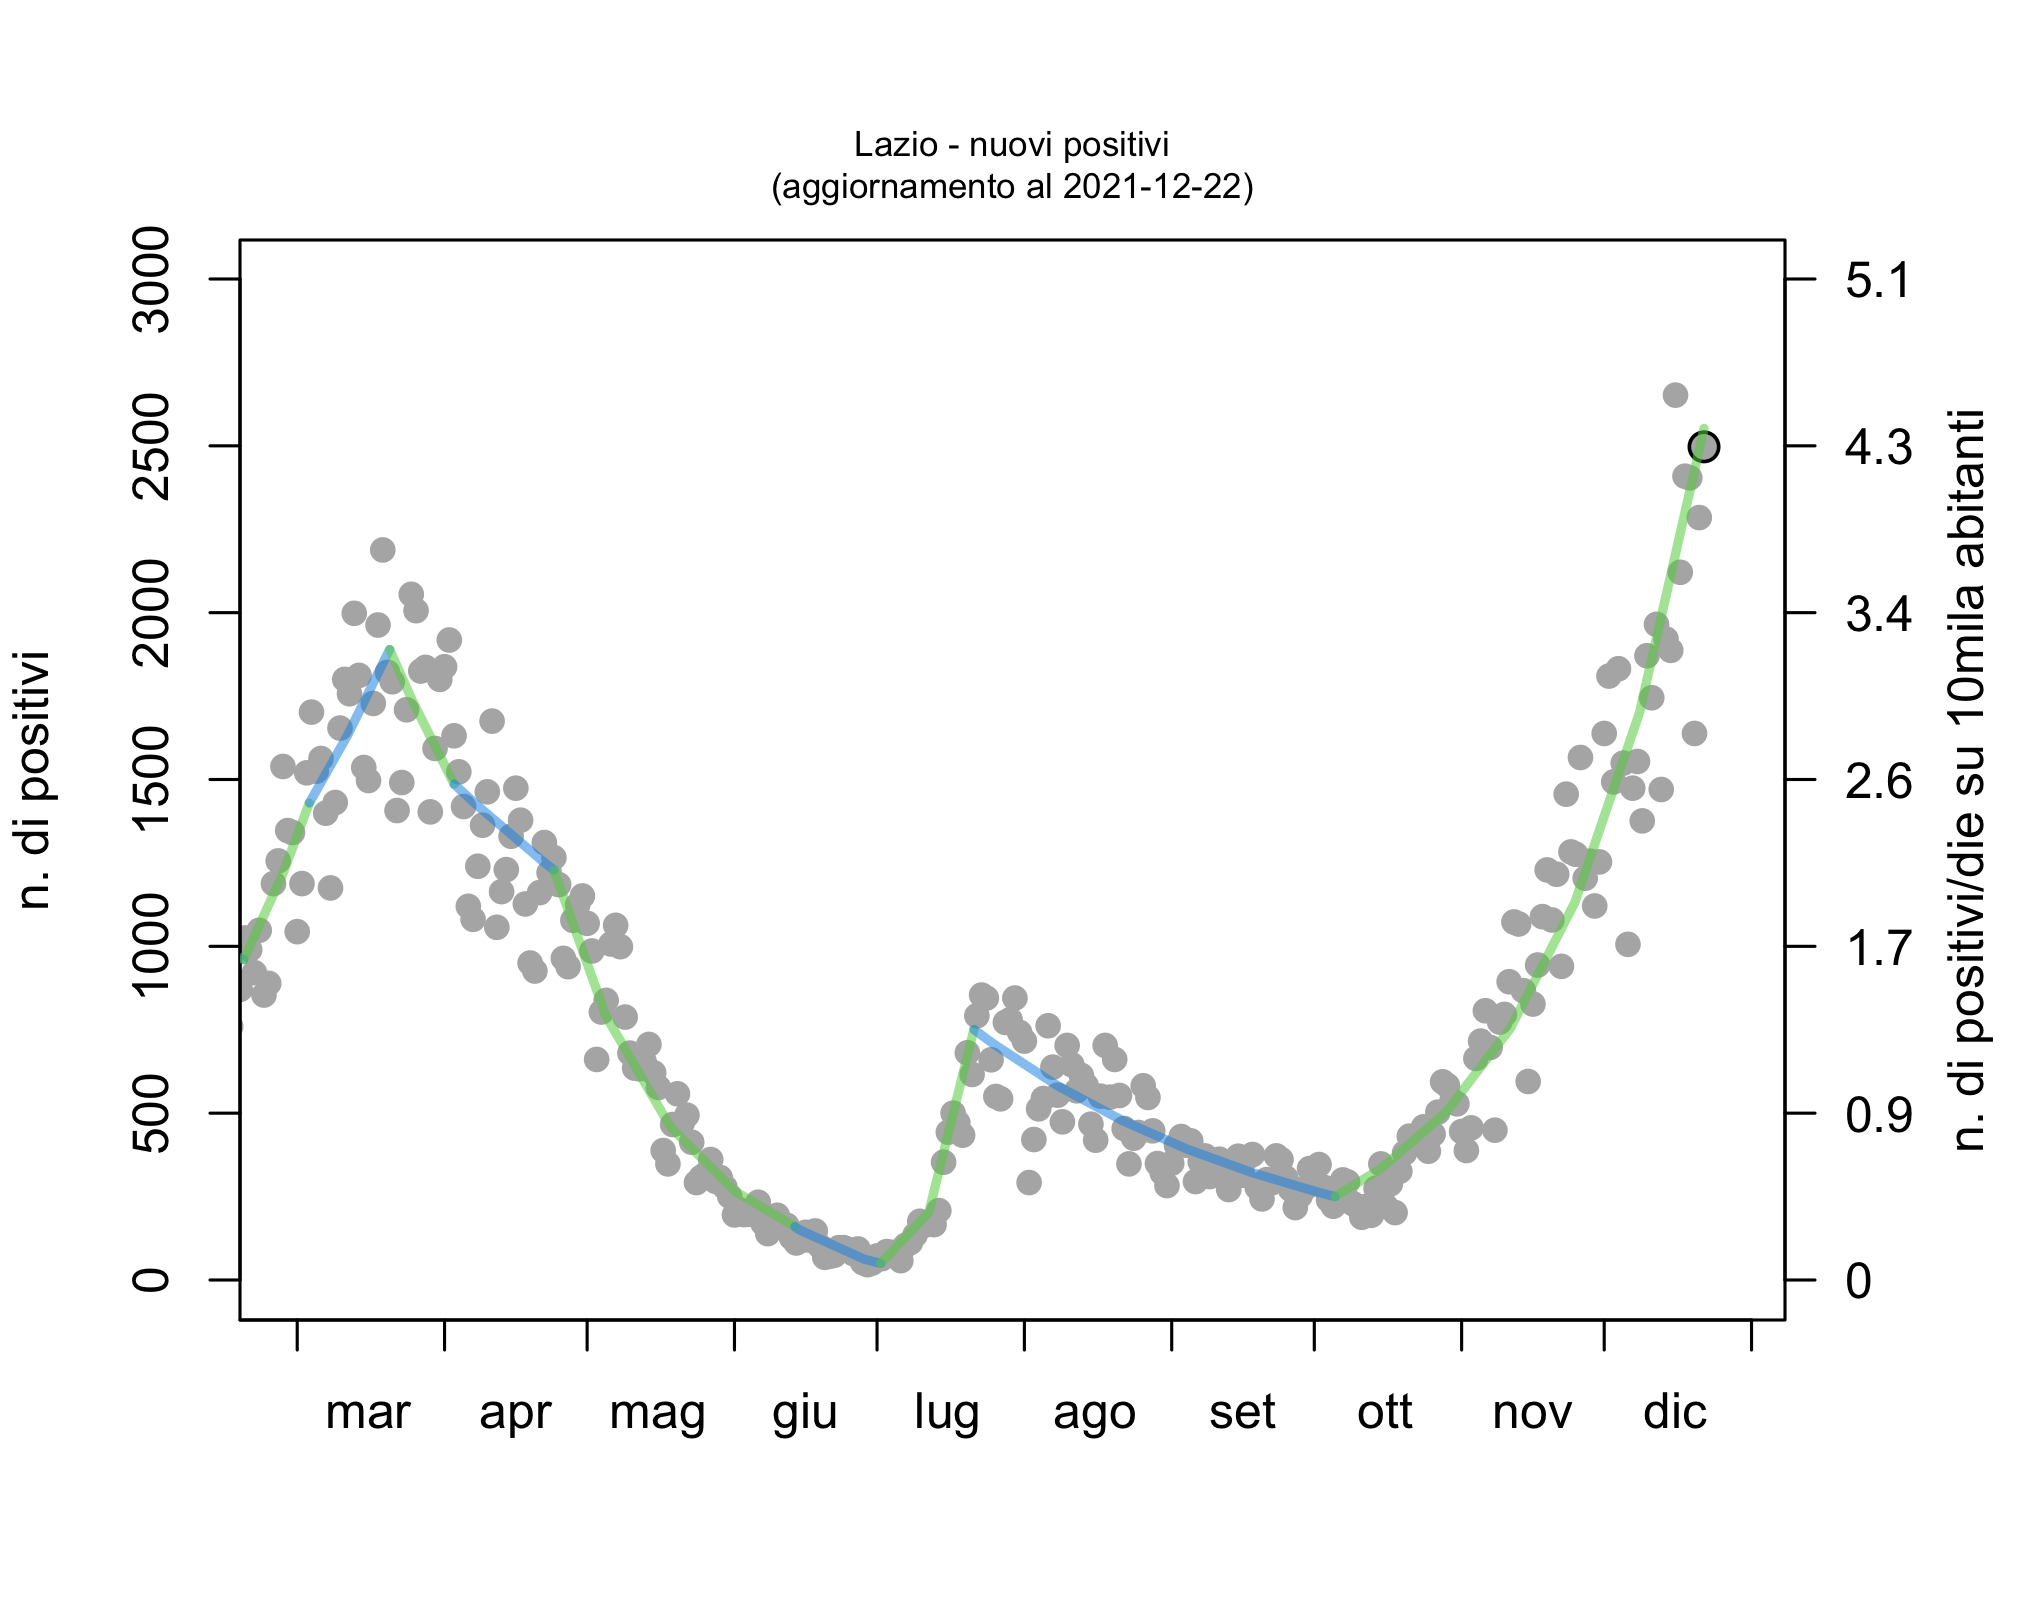 Lazio - nuovi positivi
(aggiornamento al 2021-12-22)
n. di positivi
3000
2500
2000
1500
1000
500
0
5.1
4.3
3.4
2.6
1.7
0.9
0
n. di positivi/die su 10mila abitanti
mar apr mag giu lug ago set ott nov dic